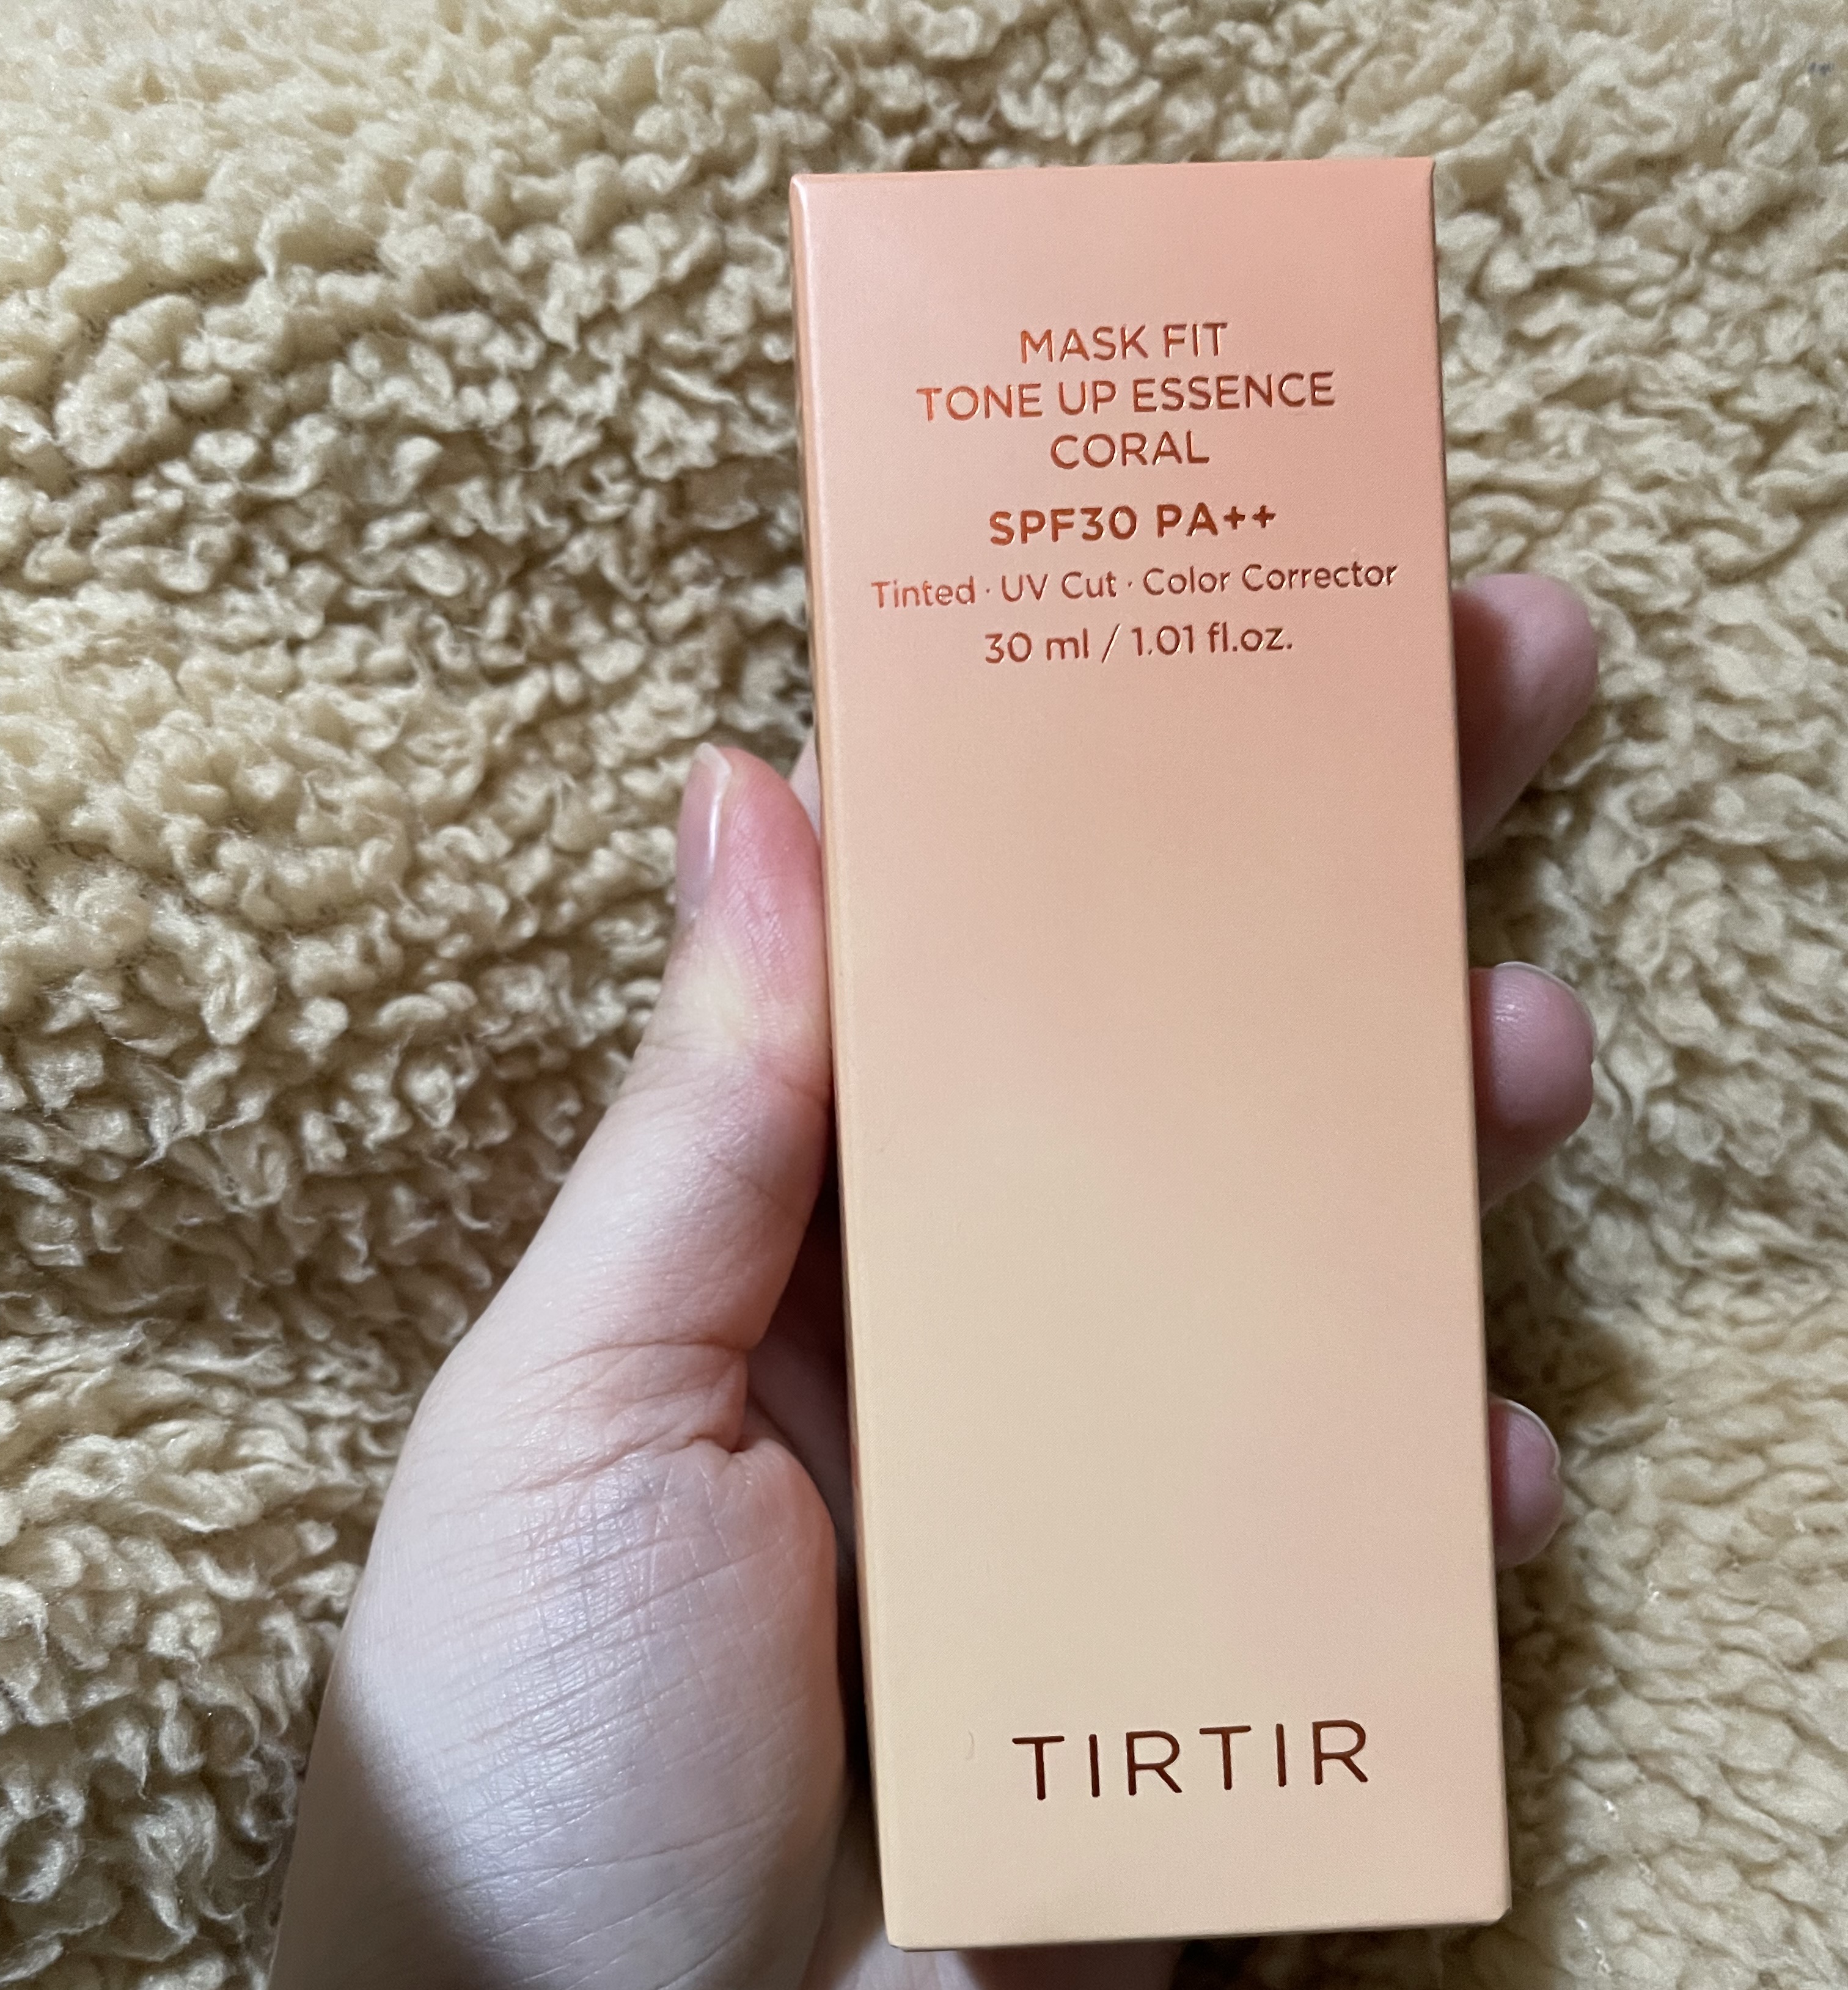 MASK FIT
TONE UP ESSENCE
CORAL
SPF30 PA++
Tinted · UV Cut · Color Corrector
30 ml / 1.01 fl.oz.
TIRTIR